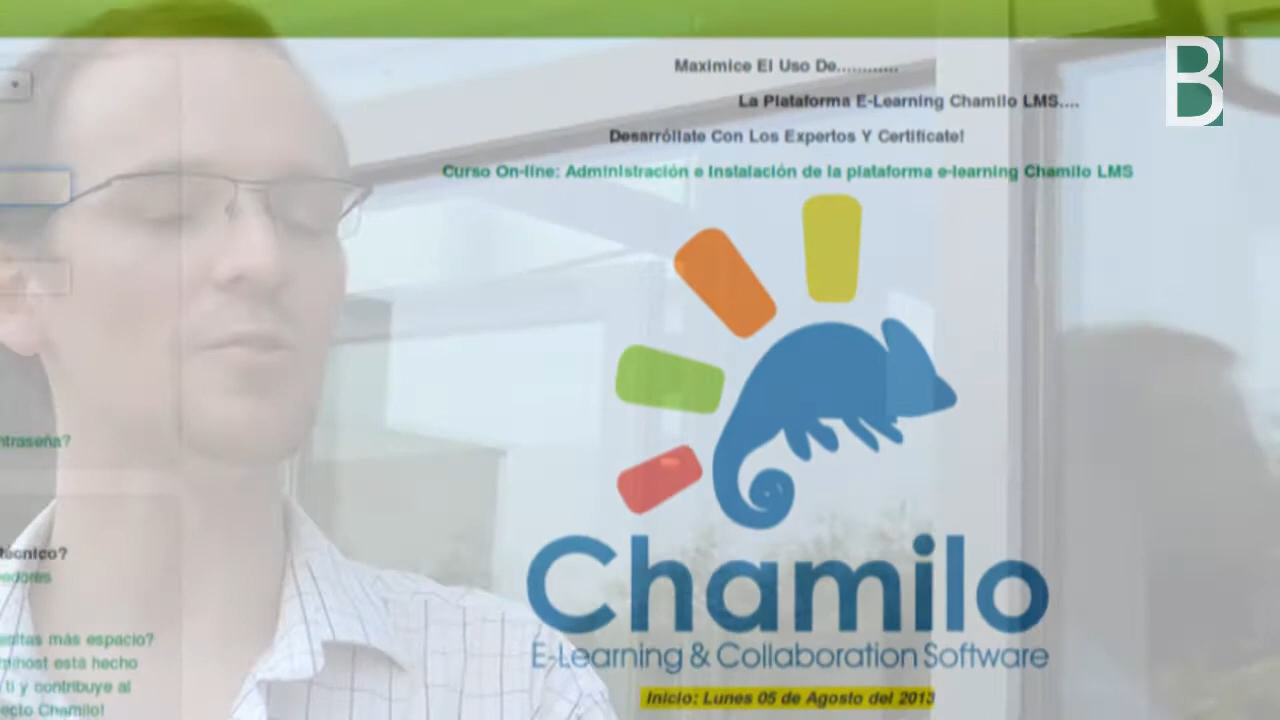 B
Maximice El Uso De............
La Plataforma E-Learning Chamilo LMS....
Desarróllate Con Los Expertos Y Certifícate!
Curso On-line: Administración e Instalación de la plataforma e-learning Chamilo LMS
ntraseña?
técnico?
Chamilo
E-Learning & Collaboration Software
más espacio?
está hecho
ti y contribuye al
ecto Chamilo!
Inicio: Lunes 05 de Agosto del 2013